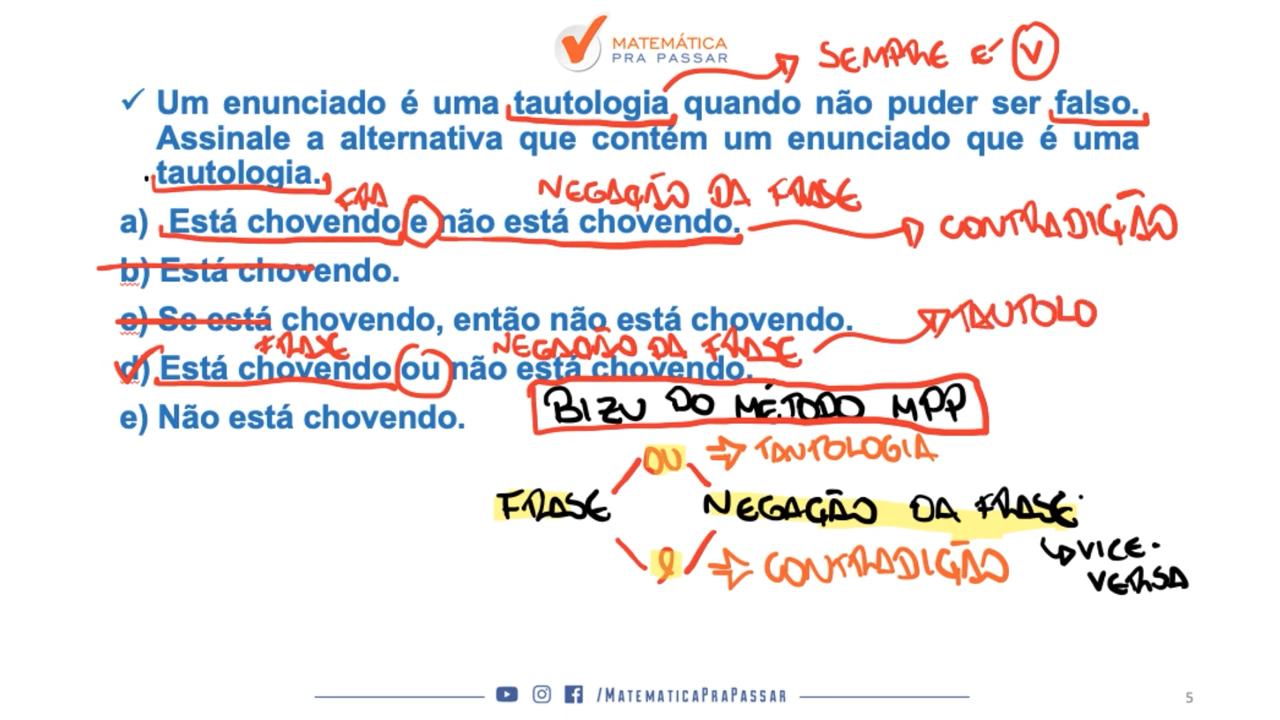 MATEMÁTICA
PRA PASSAR
SEMPRE É V
✓ Um enunciado é uma tautologia quando não puder ser falso.
Assinale a alternativa que contém um enunciado que é uma
tautologia.
FRA NEGAÇÃO DA FRASE
a) Está chovendo e não está chovendo. CONTRADIÇÃO
b) Está chovendo.
c) Se está chovendo, então não está chovendo. TAUTOLO
FRASE NEGAÇÃO DA FRASE
d) Está chovendo ou não está chovendo.
BIZU DO MÉTODO MPP
e) Não está chovendo.
OU ⇒ TAUTOLOGIA
FRASE NEGAÇÃO DA FRASE
e ⇒ CONTRADIÇÃO
VICE-
VERSA
/MATEMATICAPRAPASSAR
5